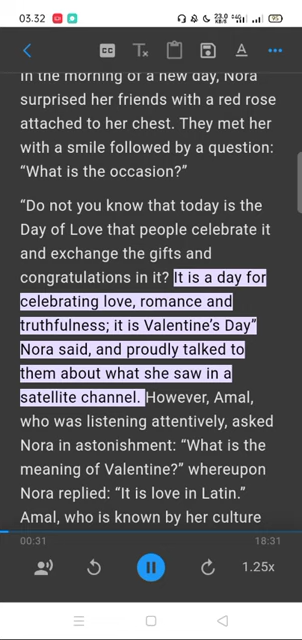 03.32
23.0
KB/S
4G
95
CC
T
A
In the morning of a new day, Nora
surprised her friends with a red rose
attached to her chest. They met her
with a smile followed by a question:
“What is the occasion?”
“Do not you know that today is the
Day of Love that people celebrate it
and exchange the gifts and
congratulations in it? It is a day for
celebrating love, romance and
truthfulness; it is Valentine’s Day”
Nora said, and proudly talked to
them about what she saw in a
satellite channel. However, Amal,
who was listening attentively, asked
Nora in astonishment: “What is the
meaning of Valentine?” whereupon
Nora replied: “It is love in Latin.”
Amal, who is known by her culture
00:31
18:31
1.25x